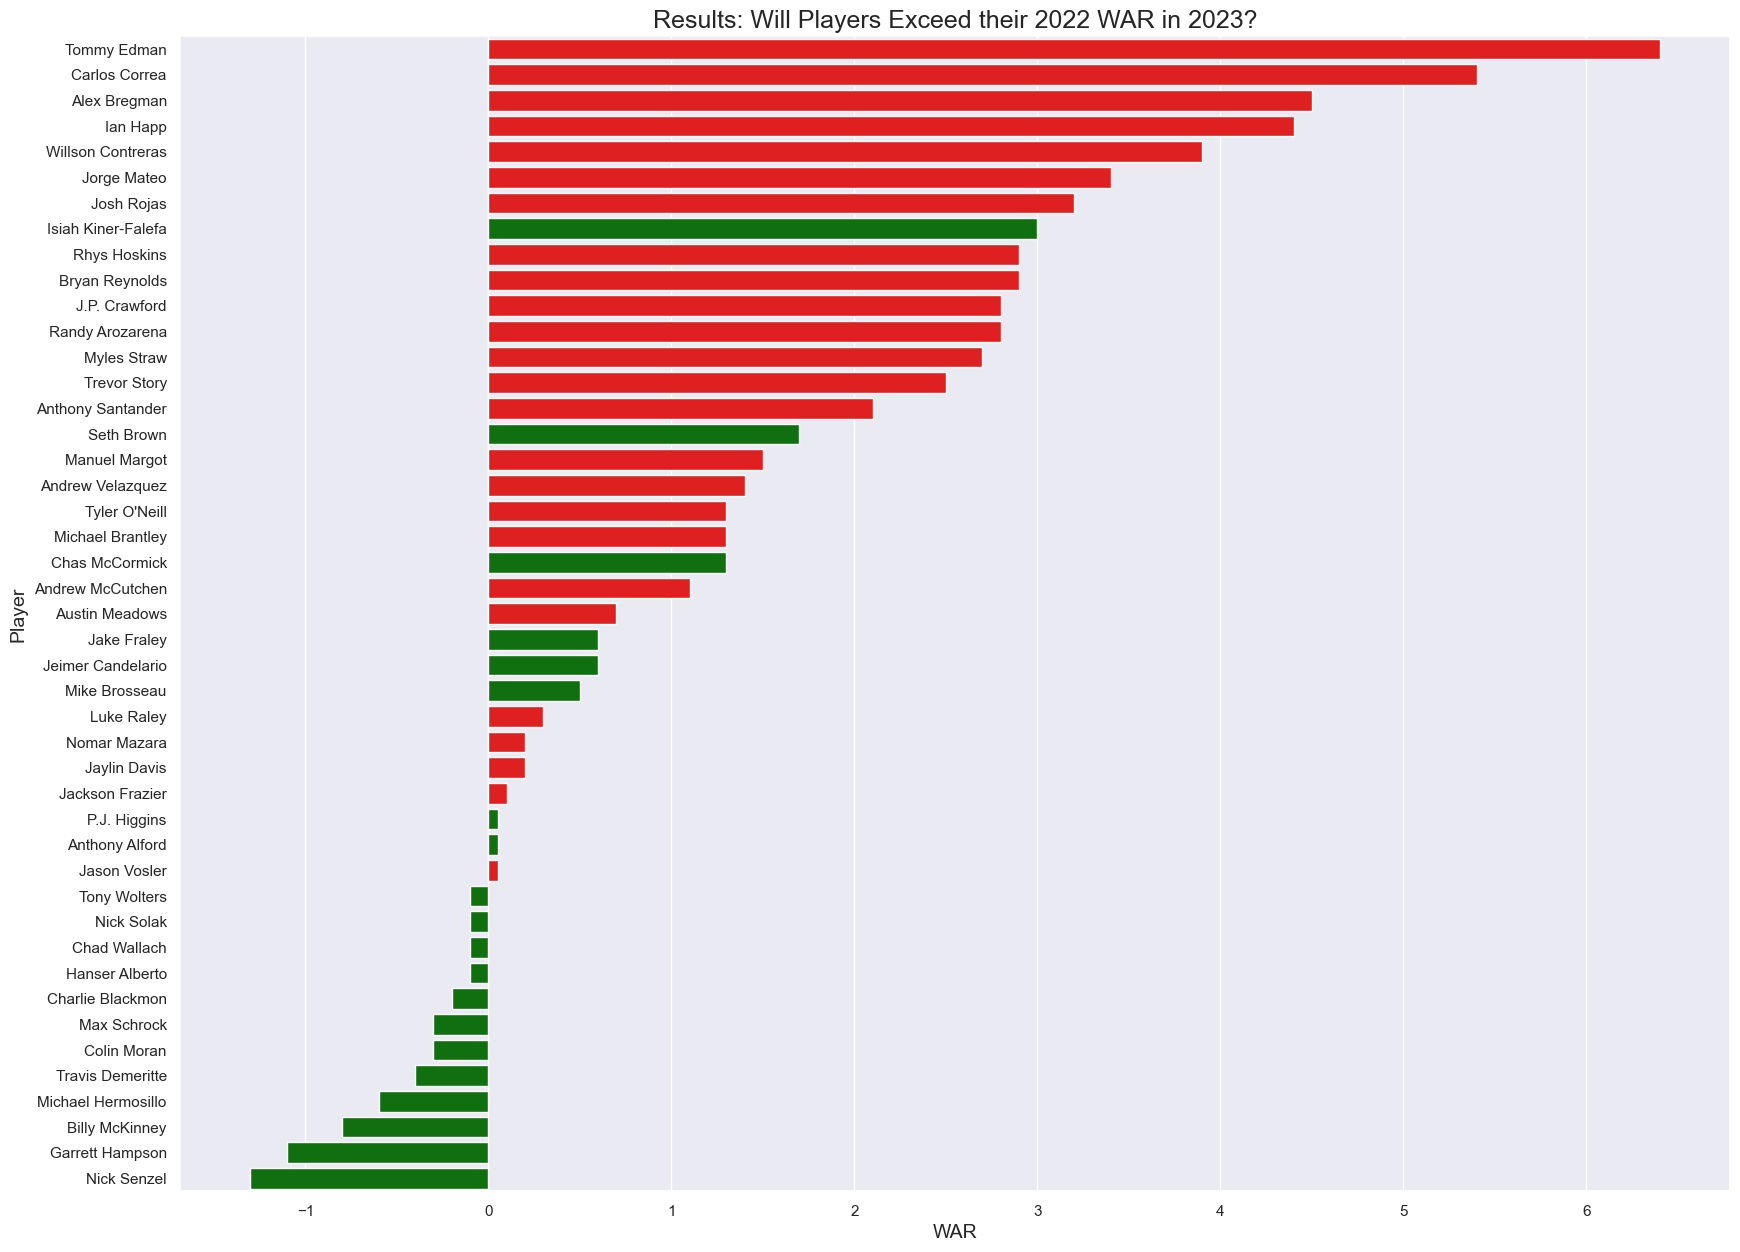 Results: Will Players Exceed their 2022 WAR in 2023?
Tommy Edman
Carlos Correa
Alex Bregman
Ian Happ
Willson Contreras
Jorge Mateo
Josh Rojas
Isiah Kiner-Falefa
Rhys Hoskins
Bryan Reynolds
J.P. Crawford
Randy Arozarena
Myles Straw
Trevor Story
Anthony Santander
Seth Brown
Manuel Margot
Andrew Velazquez
Tyler O'Neill
Michael Brantley
Chas McCormick
Andrew McCutchen
Austin Meadows
Jake Fraley
Jeimer Candelario
Mike Brosseau
Luke Raley
Nomar Mazara
Jaylin Davis
Jackson Frazier
P.J. Higgins
Anthony Alford
Jason Vosler
Tony Wolters
Nick Solak
Chad Wallach
Hanser Alberto
Charlie Blackmon
Max Schrock
Colin Moran
Travis Demeritte
Michael Hermosillo
Billy McKinney
Garrett Hampson
Nick Senzel
Player
−1 0 1 2 3 4 5 6
WAR